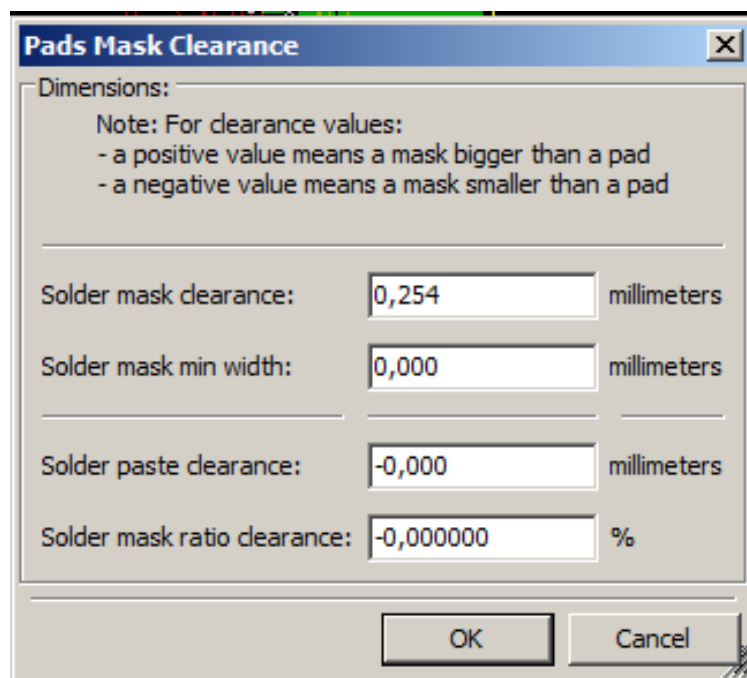 Pads Mask Clearance
Dimensions:
Note: For clearance values:
- a positive value means a mask bigger than a pad
- a negative value means a mask smaller than a pad
Solder mask clearance: 0,254 millimeters
Solder mask min width: 0,000 millimeters
Solder paste clearance: -0,000 millimeters
Solder mask ratio clearance: -0,000000 %
OK Cancel